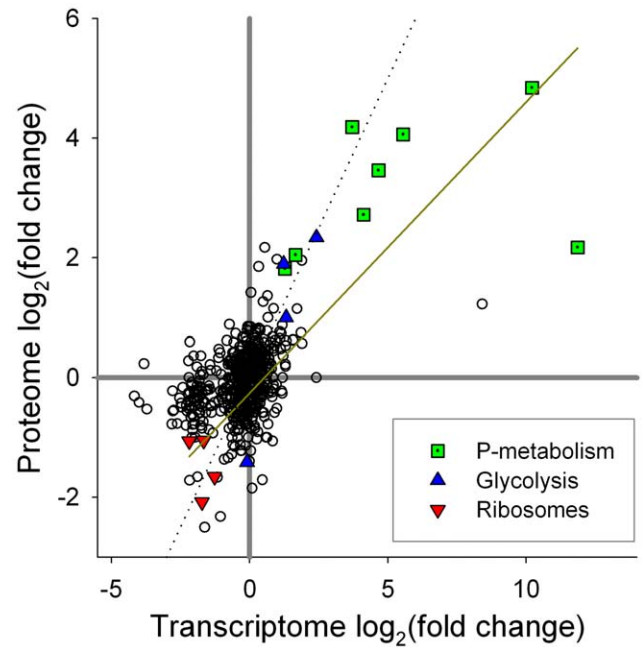 6
4
2
0
-2
-5
0
5
10
14
Proteome log₂(fold change)
Transcriptome log₂(fold change)
P-metabolism
Glycolysis
Ribosomes